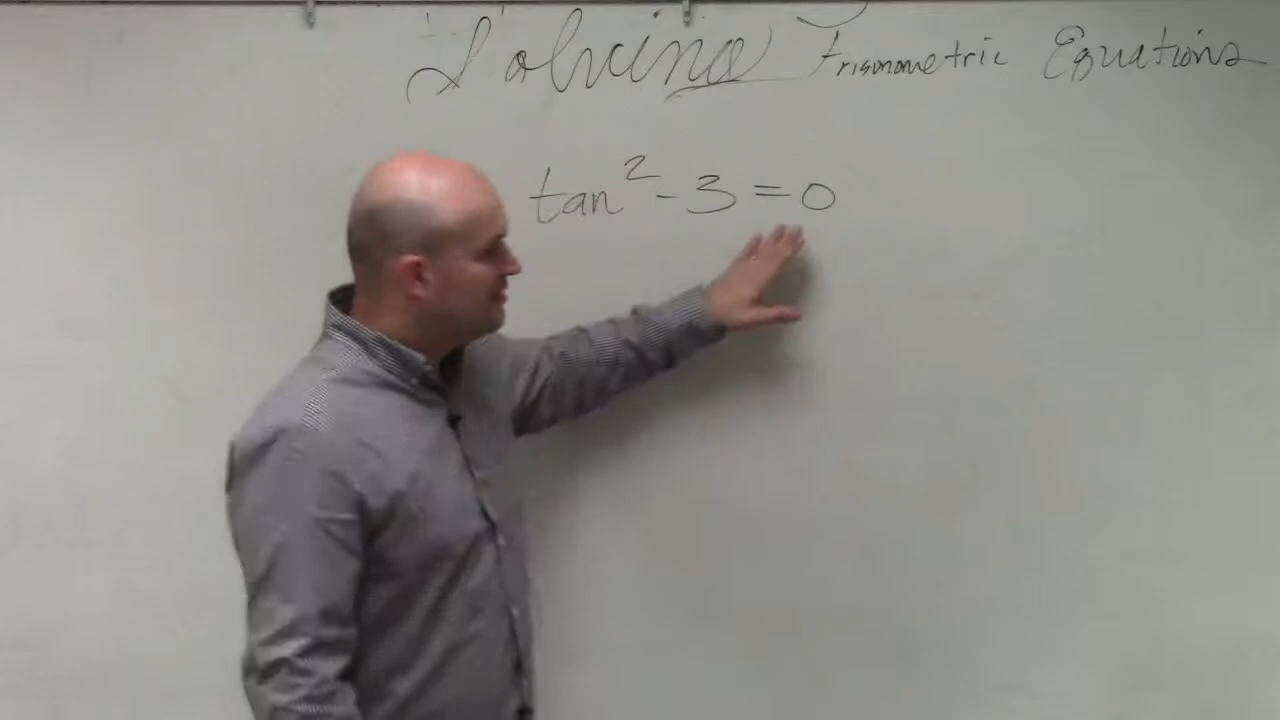 Solving Trigonometric Equations
tan² - 3 = 0